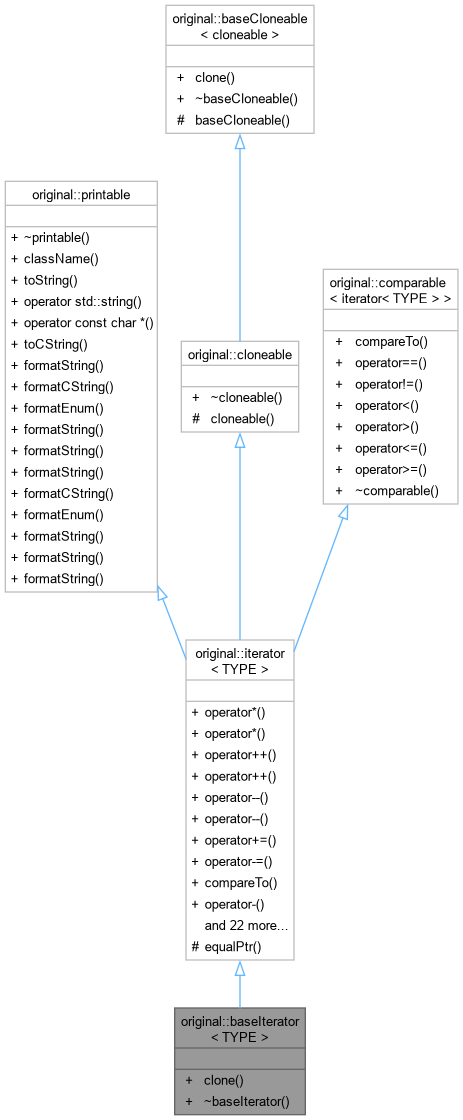 original::baseCloneable
< cloneable >
+ clone()
+ ~baseCloneable()
# baseCloneable()
original::printable
+ ~printable()
+ className()
+ toString()
+ operator std::string()
+ operator const char *()
+ toCString()
+ formatString()
+ formatCString()
+ formatEnum()
+ formatString()
+ formatString()
+ formatString()
+ formatCString()
+ formatEnum()
+ formatString()
+ formatString()
+ formatString()
original::cloneable
+ ~cloneable()
# cloneable()
original::comparable
< iterator< TYPE > >
+ compareTo()
+ operator==()
+ operator!=()
+ operator<()
+ operator>()
+ operator<=()
+ operator>=()
+ ~comparable()
original::iterator
< TYPE >
+ operator*()
+ operator*()
+ operator++()
+ operator++()
+ operator--()
+ operator--()
+ operator+=()
+ operator-=()
+ compareTo()
+ operator-()
and 22 more...
# equalPtr()
original::baseIterator
< TYPE >
+ clone()
+ ~baseIterator()